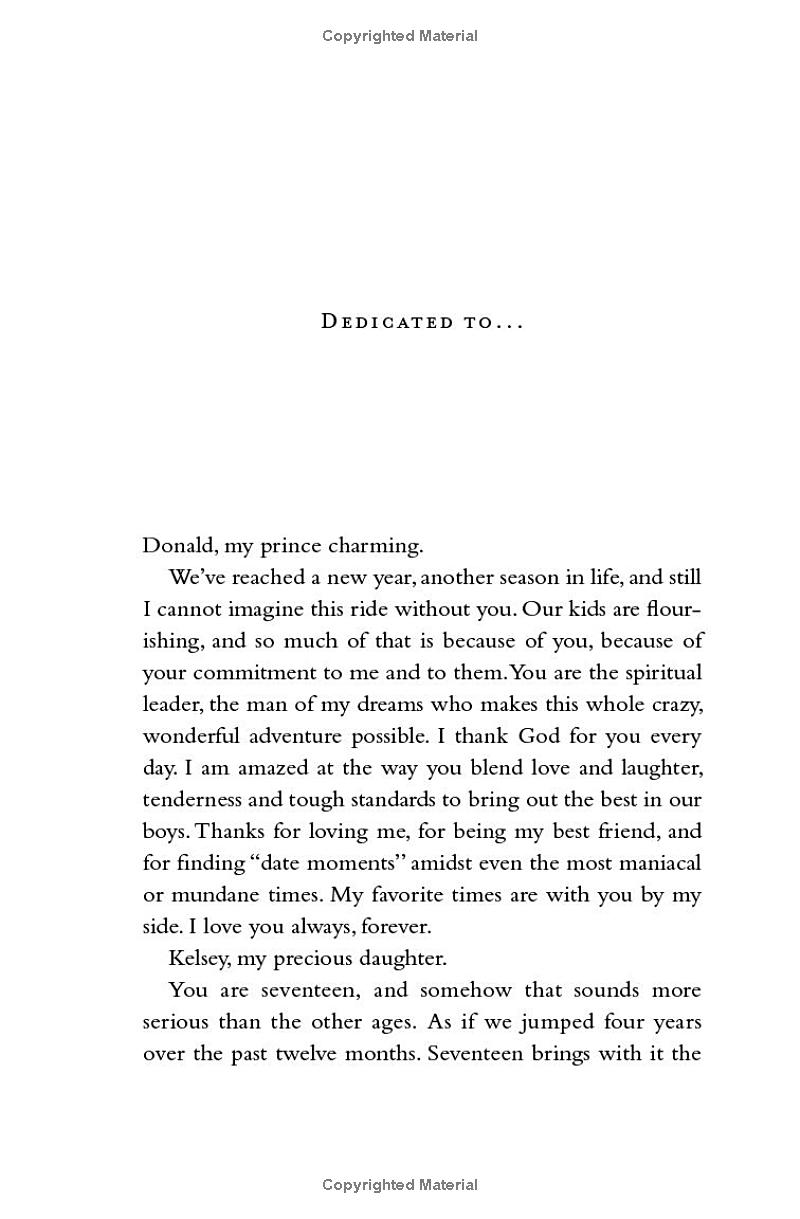 Copyrighted Material
DEDICATED TO...
Donald, my prince charming.
We’ve reached a new year, another season in life, and still
I cannot imagine this ride without you. Our kids are flour-
ishing, and so much of that is because of you, because of
your commitment to me and to them. You are the spiritual
leader, the man of my dreams who makes this whole crazy,
wonderful adventure possible. I thank God for you every
day. I am amazed at the way you blend love and laughter,
tenderness and tough standards to bring out the best in our
boys. Thanks for loving me, for being my best friend, and
for finding “date moments” amidst even the most maniacal
or mundane times. My favorite times are with you by my
side. I love you always, forever.
Kelsey, my precious daughter.
You are seventeen, and somehow that sounds more
serious than the other ages. As if we jumped four years
over the past twelve months. Seventeen brings with it the
Copyrighted Material